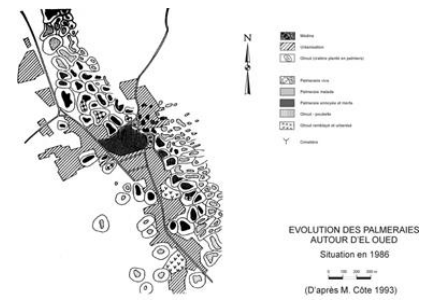 N
Médina
Urbanisation
Ghout (cratère planté en palmiers)
Palmeraie vive
Palmeraie malade
Palmeraie ennoyée et morte
Ghout - poubelle
Ghout remblayé et urbanisé
Cimetière
EVOLUTION DES PALMERAIES
AUTOUR D'EL OUED
Situation en 1986
0 100 200 300 m
(D'après M. Côte 1993)